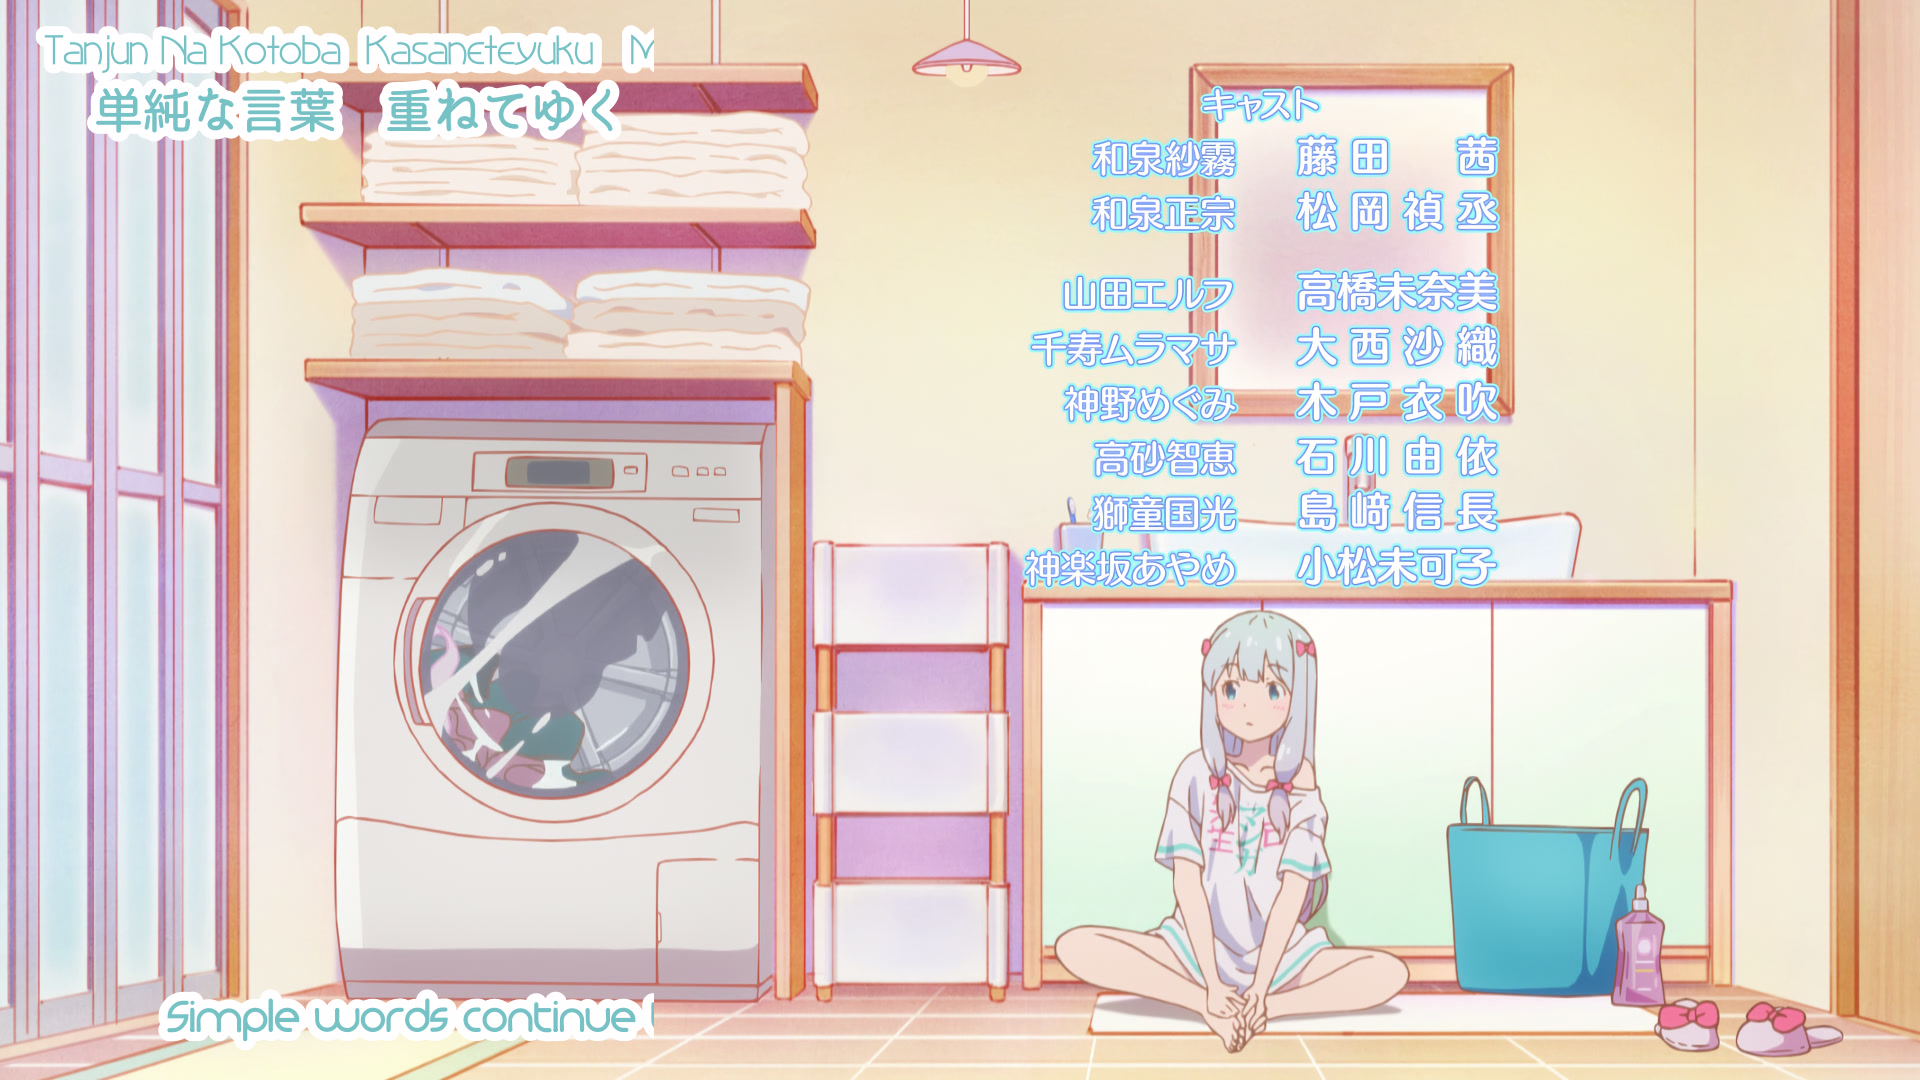 Tanjun Na Kotoba Kasaneteyuku
単純な言葉 重ねてゆく
キャスト
和泉紗霧 藤田 茜
和泉正宗 松岡禎丞
山田エルフ 高橋未奈美
千寿ムラマサ 大西沙織
神野めぐみ 木戸衣吹
高砂智恵 石川由依
獅童国光 島﨑信長
神楽坂あやめ 小松未可子
Simple words continue